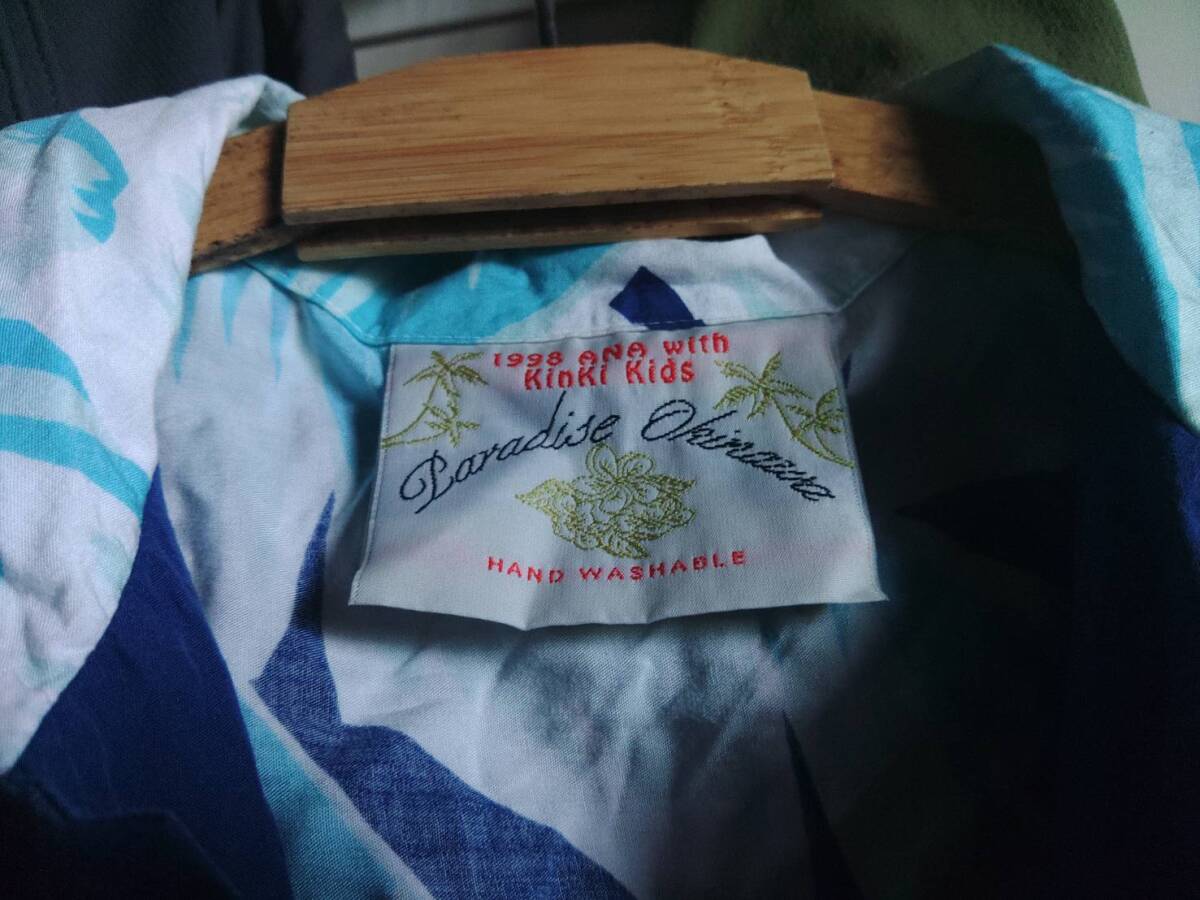 1998 ANA with
KinKi Kids
Paradise Okinawa
HAND WASHABLE